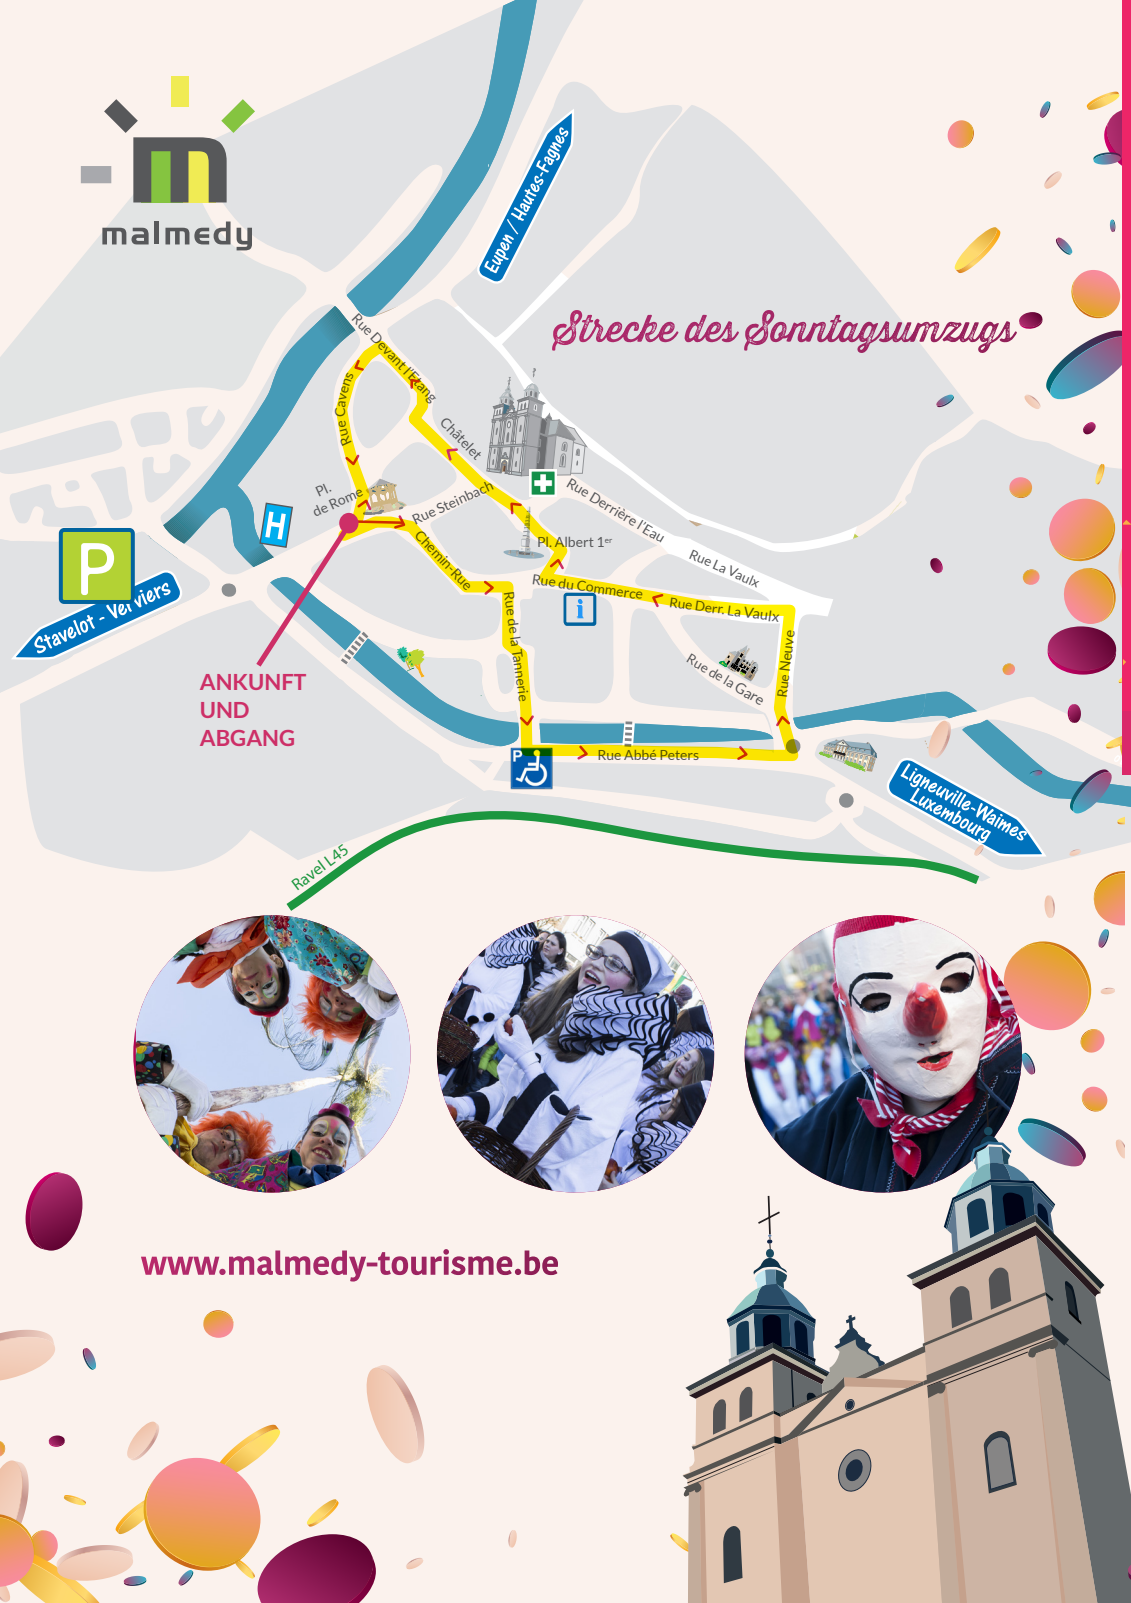 malmedy
Eupen / Hautes-Fagnes
Strecke des Sonntagsumzugs
Rue Devant l'Etang
Rue Cavens
Châtelet
Pl.
de Rome
Rue Steinbach
Rue Derrière l'Eau
H
Chemin-Rue
Pl. Albert 1er
Rue La Vaulx
P
Stavelot - Verviers
Rue du Commerce
i
Rue Derr. La Vaulx
Rue de la Tannerie
Rue Neuve
Rue de la Gare
ANKUNFT
UND
ABGANG
P
Rue Abbé Peters
Ligneuville-Waimes
Luxembourg
Ravel L45
www.malmedy-tourisme.be